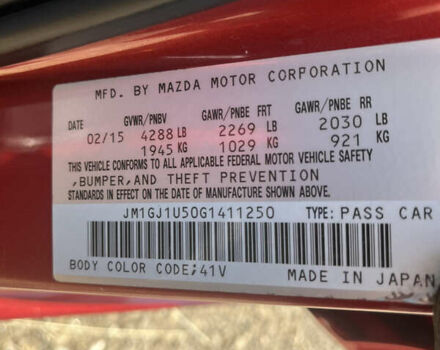 MFD. BY MAZDA MOTOR CORPORATION
DATE GVWR/PNBV GAWR/PNBE FRT GAWR/PNBE RR
02/15 4288 LB 2269 LB 2030 LB
1945 KG 1029 KG 921 KG
THIS VEHICLE CONFORMS TO ALL APPLICABLE FEDERAL MOTOR VEHICLE SAFETY
,BUMPER,AND THEFT PREVENTION
STANDARDS IN EFFECT ON THE DATE OF MANUFACTURE SHOWN ABOVE.
JM1GJ1U50G1411250 TYPE: PASS CAR
BODY COLOR CODE;41V MADE IN JAPAN